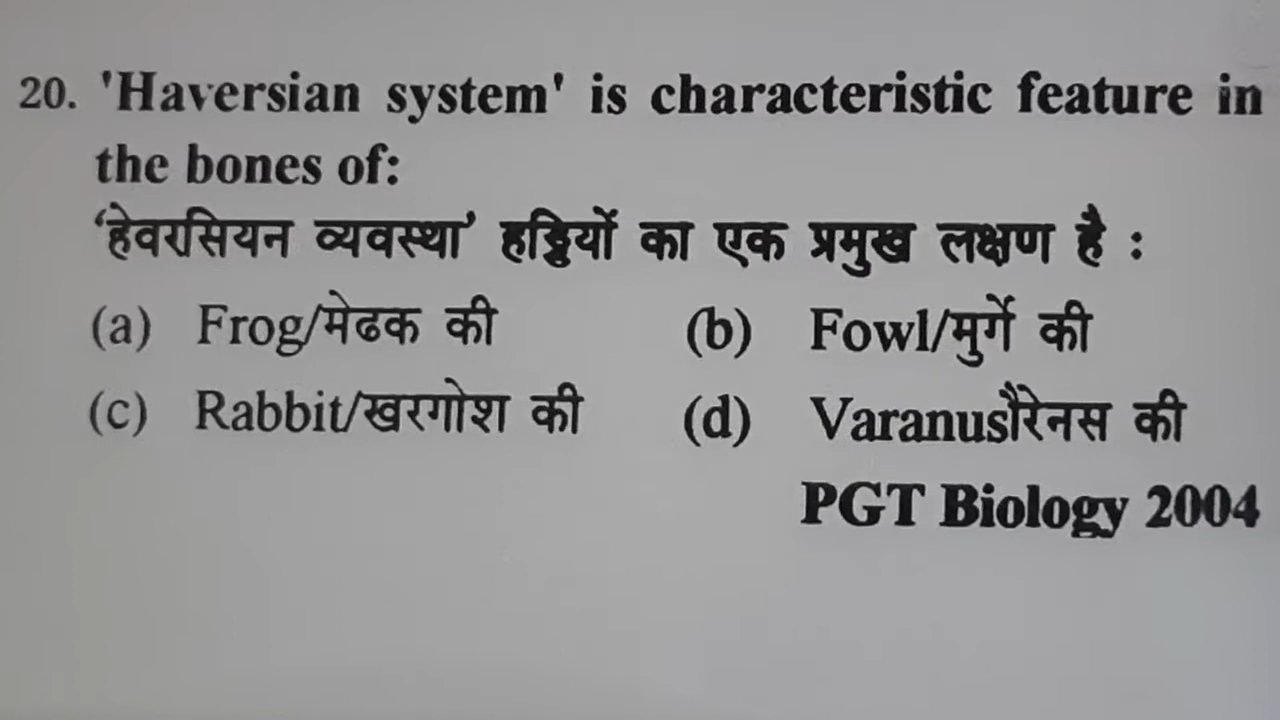 20. 'Haversian system' is characteristic feature in
the bones of:
‘हेवरसियन व्यवस्था’ हड्डियों का एक प्रमुख लक्षण है :
(a) Frog/मेढक की (b) Fowl/मुर्गे की
(c) Rabbit/खरगोश की (d) Varanusौरेनस की
PGT Biology 2004